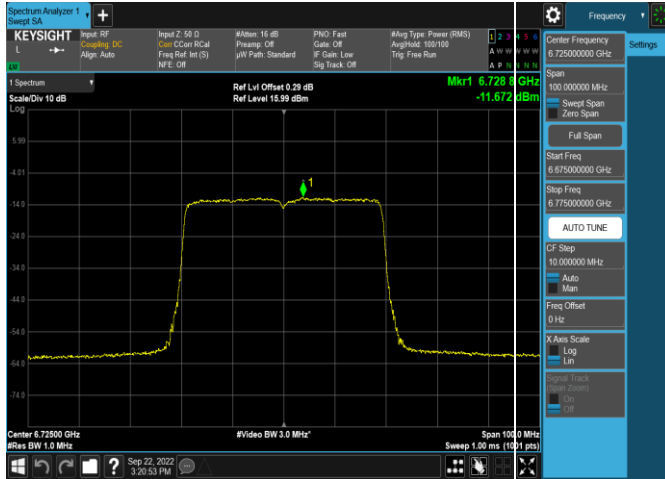 Spectrum Analyzer 1
Swept SA
KEYSIGHT
L
Input: RF
Coupling: DC
Align: Auto
Input Z: 50 Ω
Corr CCorr RCal
Freq Ref: Int (S)
NFE: Off
#Atten: 16 dB
Preamp: Off
µW Path: Standard
PNO: Fast
Gate: Off
IF Gain: Low
Sig Track: Off
#Avg Type: Power (RMS)
Avg|Hold: 100/100
Trig: Free Run
1 2 3 4 5 6
A W W W W W
A P N N N N
1 Spectrum
Scale/Div 10 dB
Log
Ref Lvl Offset 0.29 dB
Ref Level 15.99 dBm
Mkr1 6.728 8 GHz
-11.672 dBm
5.99
-4.01
-14.0
-24.0
-34.0
-44.0
-54.0
-64.0
-74.0
1
Center 6.72500 GHz
#Res BW 1.0 MHz
#Video BW 3.0 MHz*
Span 100.0 MHz
Sweep 1.00 ms (1001 pts)
?
Sep 22, 2022
3:20:53 PM
Frequency
Settings
Center Frequency
6.725000000 GHz
Span
100.000000 MHz
Swept Span
Zero Span
Full Span
Start Freq
6.675000000 GHz
Stop Freq
6.775000000 GHz
AUTO TUNE
CF Step
10.000000 MHz
Auto
Man
Freq Offset
0 Hz
X Axis Scale
Log
Lin
Signal Track
(Span Zoom)
On
Off